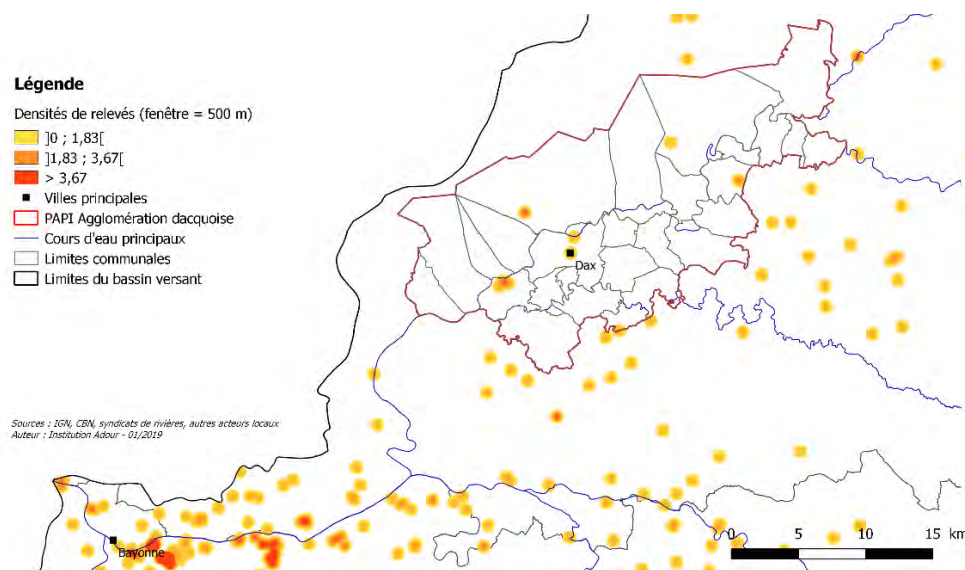 Légende
Densités de relevés (fenêtre = 500 m)
]0 ; 1,83[
]1,83 ; 3,67[
> 3,67
Villes principales
PAPI Agglomération dacquoise
Cours d'eau principaux
Limites communales
Limites du bassin versant
Dax
Sources : IGN, CBN, syndicats de rivières, autres acteurs locaux
Auteur : Institution Adour - 01/2019
Bayonne
0 5 10 15 km